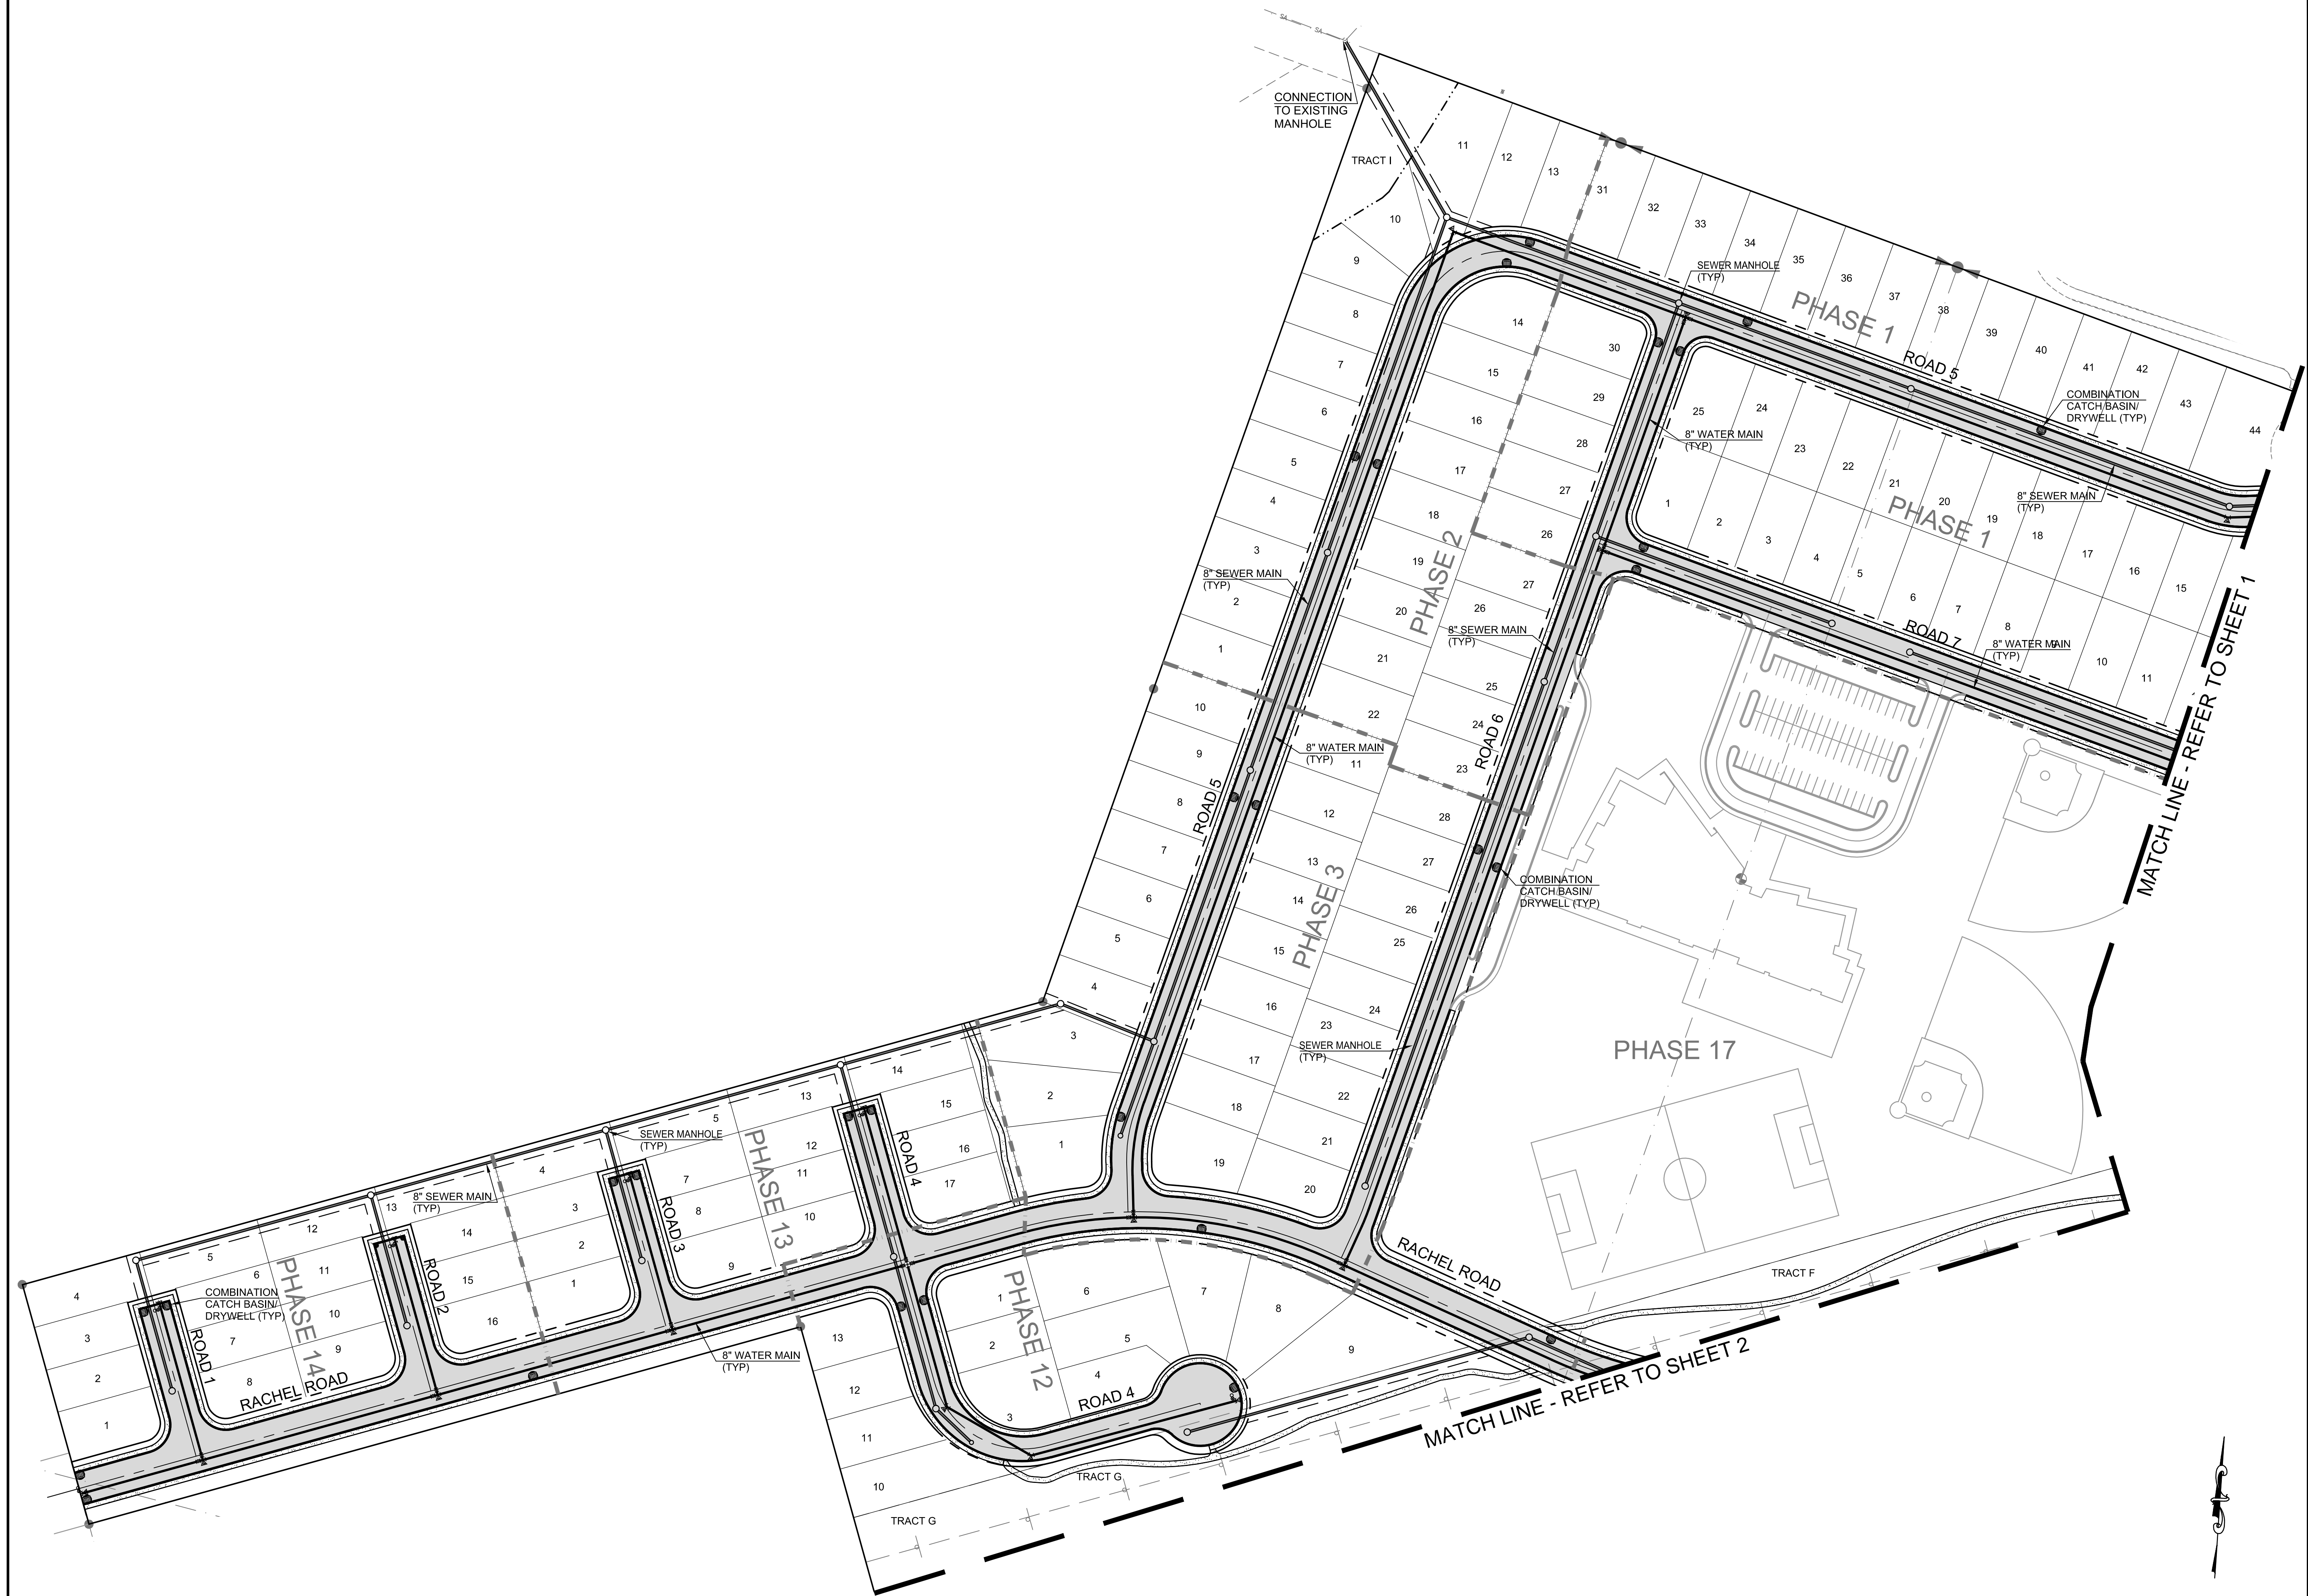 SA
SA
CONNECTION
TO EXISTING
MANHOLE
TRACT I
11
12
13
31
32
33
34
35
36
37
38
39
40
41
42
43
44
PHASE 1
ROAD 5
SEWER MANHOLE
(TYP)
COMBINATION
CATCH BASIN/
DRYWELL (TYP)
8" SEWER MAIN
(TYP)
10
9
8
7
6
5
4
3
2
1
8" SEWER MAIN
(TYP)
14
15
16
17
18
19
20
21
22
PHASE 2
30
29
28
27
26
27
26
25
24
23
8" SEWER MAIN
(TYP)
ROAD 6
8" WATER MAIN
(TYP)
25
24
23
22
21
20
19
18
17
16
15
PHASE 1
1
2
3
4
5
6
7
8
9
10
11
ROAD 7
8" WATER MAIN
(TYP)
MATCH LINE - REFER TO SHEET 1
10
9
8
7
6
5
4
3
2
1
ROAD 5
8" WATER MAIN
(TYP)
11
12
13
14
15
16
17
18
19
PHASE 3
28
27
26
25
24
23
22
21
20
SEWER MANHOLE
(TYP)
COMBINATION
CATCH BASIN/
DRYWELL (TYP)
PHASE 17
RACHEL ROAD
TRACT F
MATCH LINE - REFER TO SHEET 2
14
15
16
17
ROAD 4
13
12
11
10
9
PHASE 13
5
7
8
ROAD 3
SEWER MANHOLE
(TYP)
4
3
2
1
8" SEWER MAIN
(TYP)
13
14
15
16
ROAD 2
12
11
10
9
PHASE 14
5
6
7
8
COMBINATION
CATCH BASIN/
DRYWELL (TYP)
ROAD 1
RACHEL ROAD
4
3
2
1
8" WATER MAIN
(TYP)
13
12
11
10
1
2
3
4
5
6
7
8
9
PHASE 12
ROAD 4
TRACT G
TRACT G